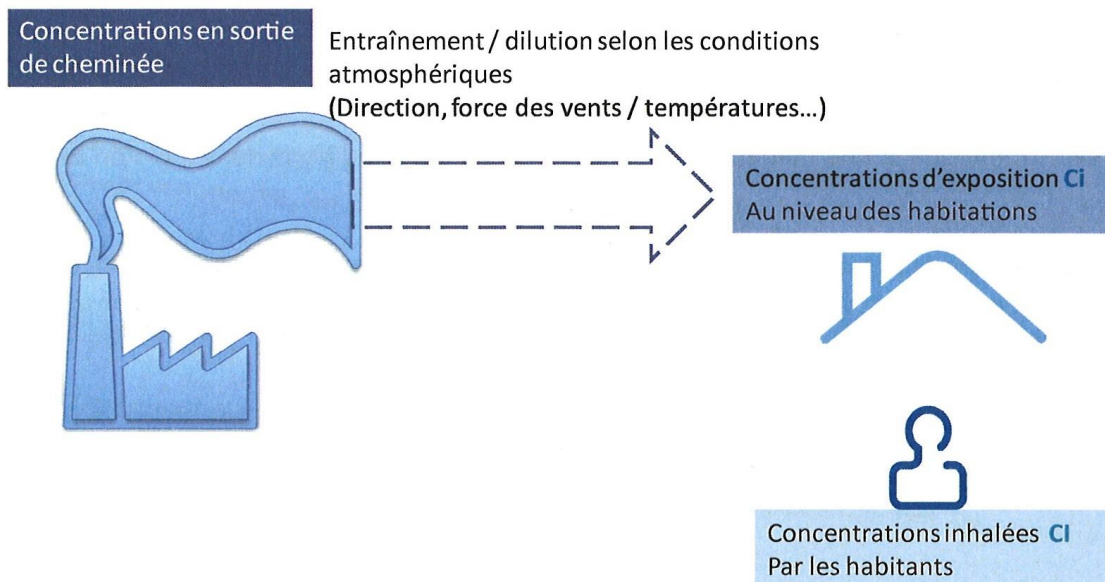 Concentrations en sortie
de cheminée
Entraînement / dilution selon les conditions
atmosphériques
(Direction, force des vents / températures...)
Concentrations d'exposition Ci
Au niveau des habitations
Concentrations inhalées CI
Par les habitants